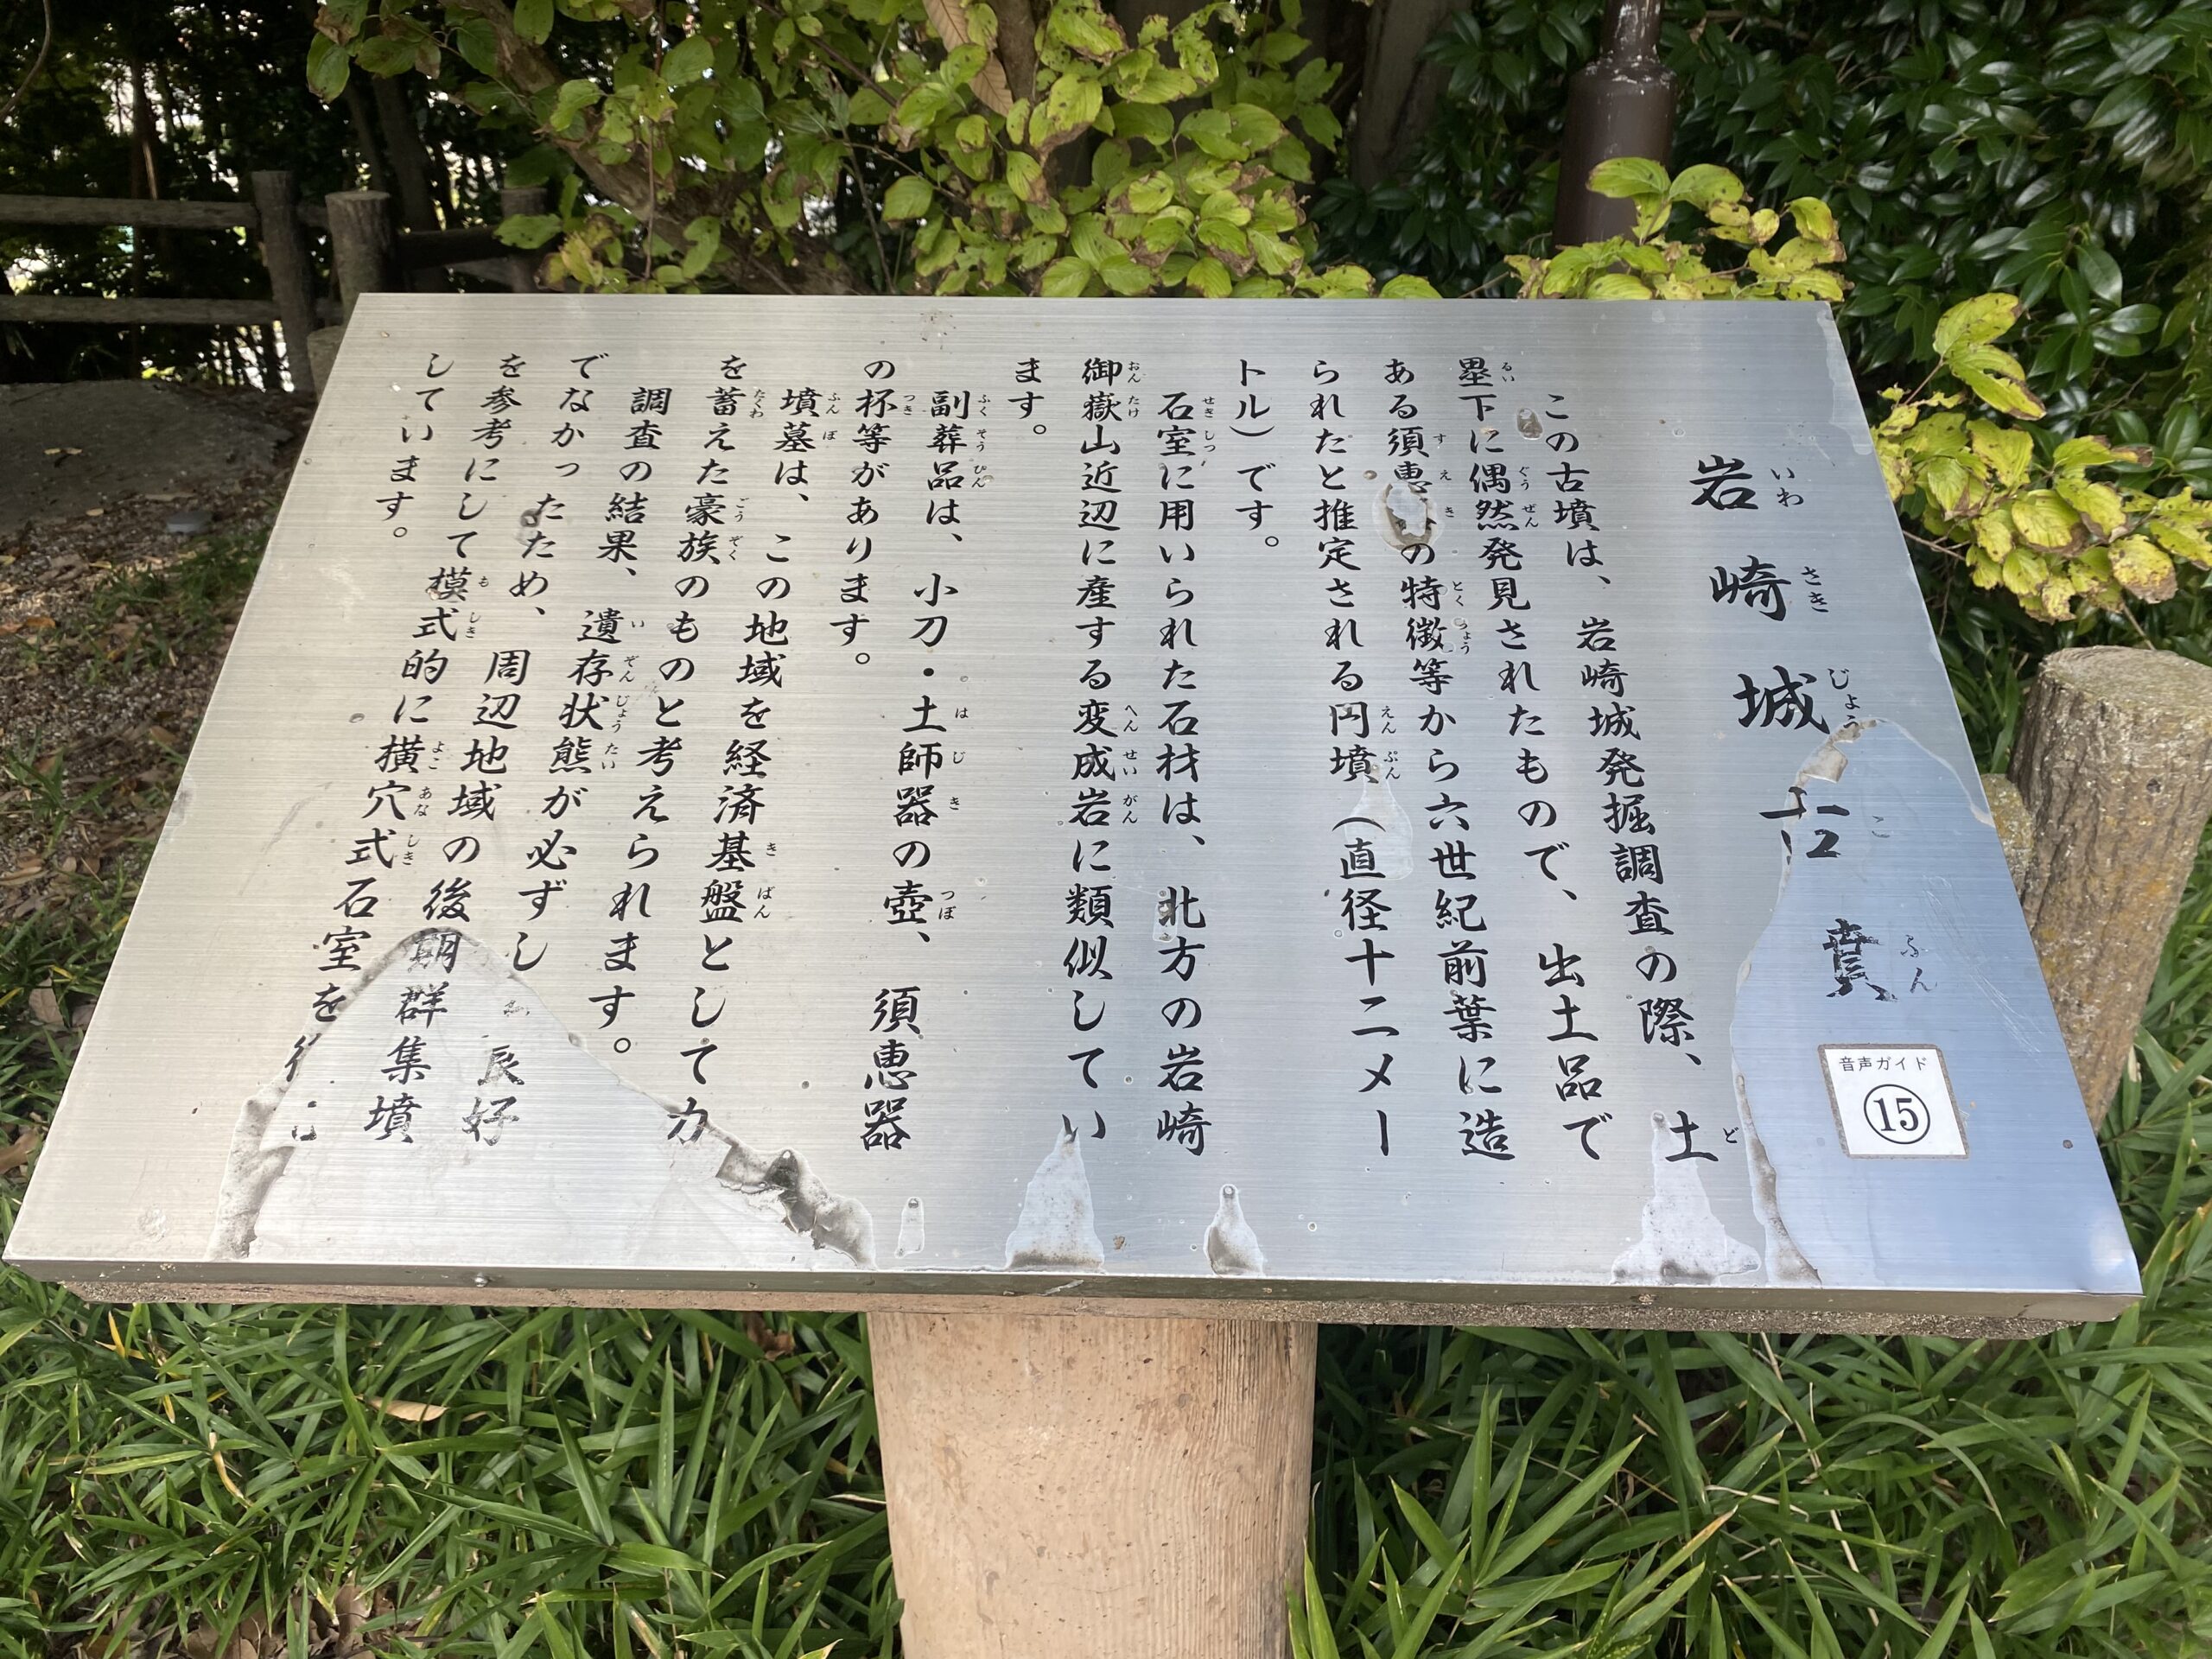 岩崎城古墳
音声ガイド
⑮
この古墳は、岩崎城発掘調査の際、土
塁下に偶然発見されたもので、出土品で
ある須恵の特徴等から六世紀前葉に造
られたと推定される円墳(直径十二メー
トル)です。
石室に用いられた石材は、北方の岩崎
御嶽山近辺に産する変成岩に類似してい
ます。
副葬品は、小刀・土師器の壺、須恵器
の杯等があります。
墳墓は、この地域を経済基盤として力
を蓄えた豪族のものと考えられます。
調査の結果、遺存状態が必ずし良好
でなかったため、周辺地域の後期群集墳
を参考にして模式的に横穴式石室を
しています。